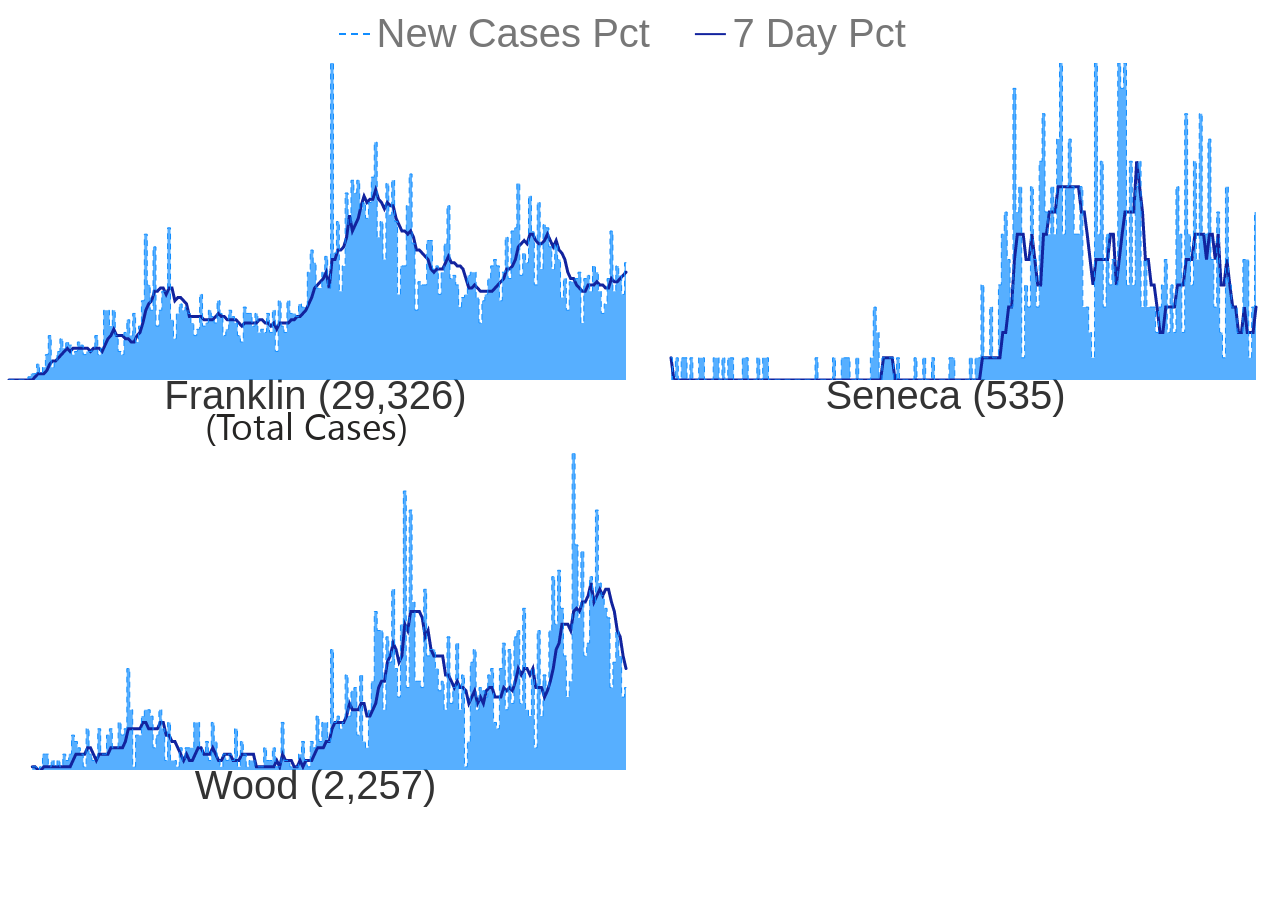 New Cases Pct 7 Day Pct
Franklin (29,326)
(Total Cases)
Seneca (535)
Wood (2,257)